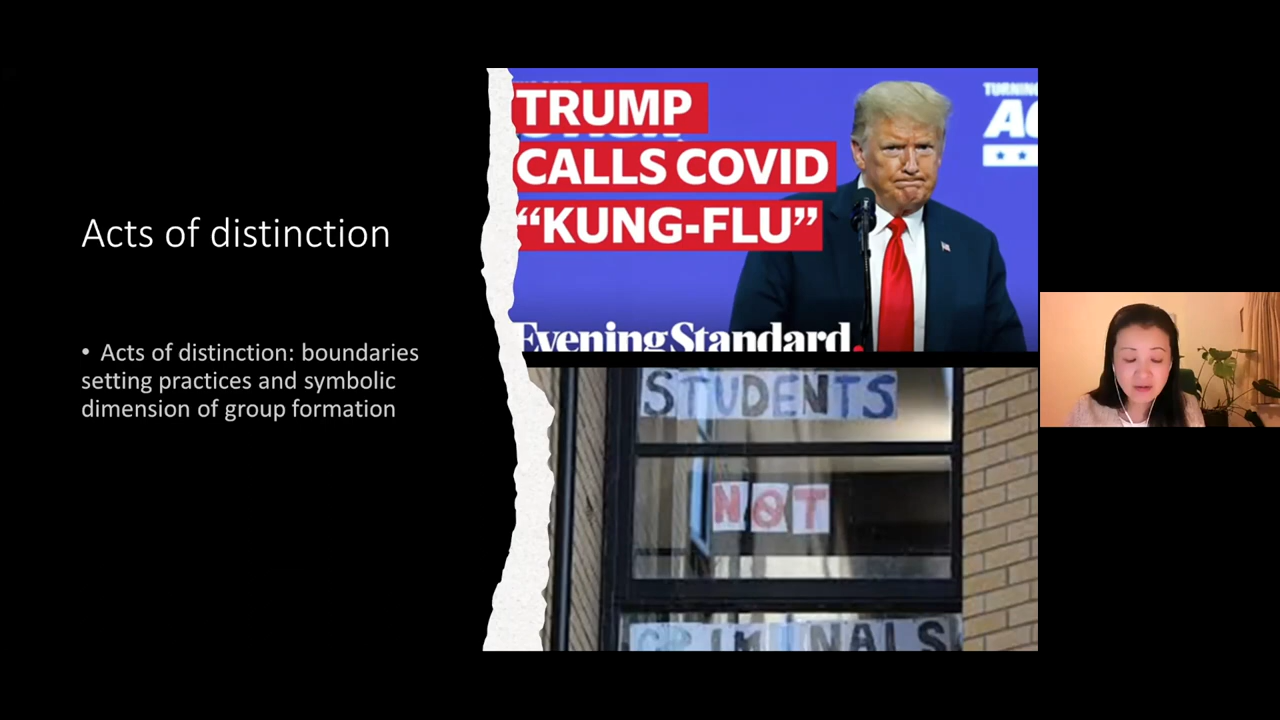 Acts of distinction
• Acts of distinction: boundaries
setting practices and symbolic
dimension of group formation
TRUMP
CALLS COVID
“KUNG-FLU”
Evening Standard.
STUDENTS
NOT
CRIMINALS